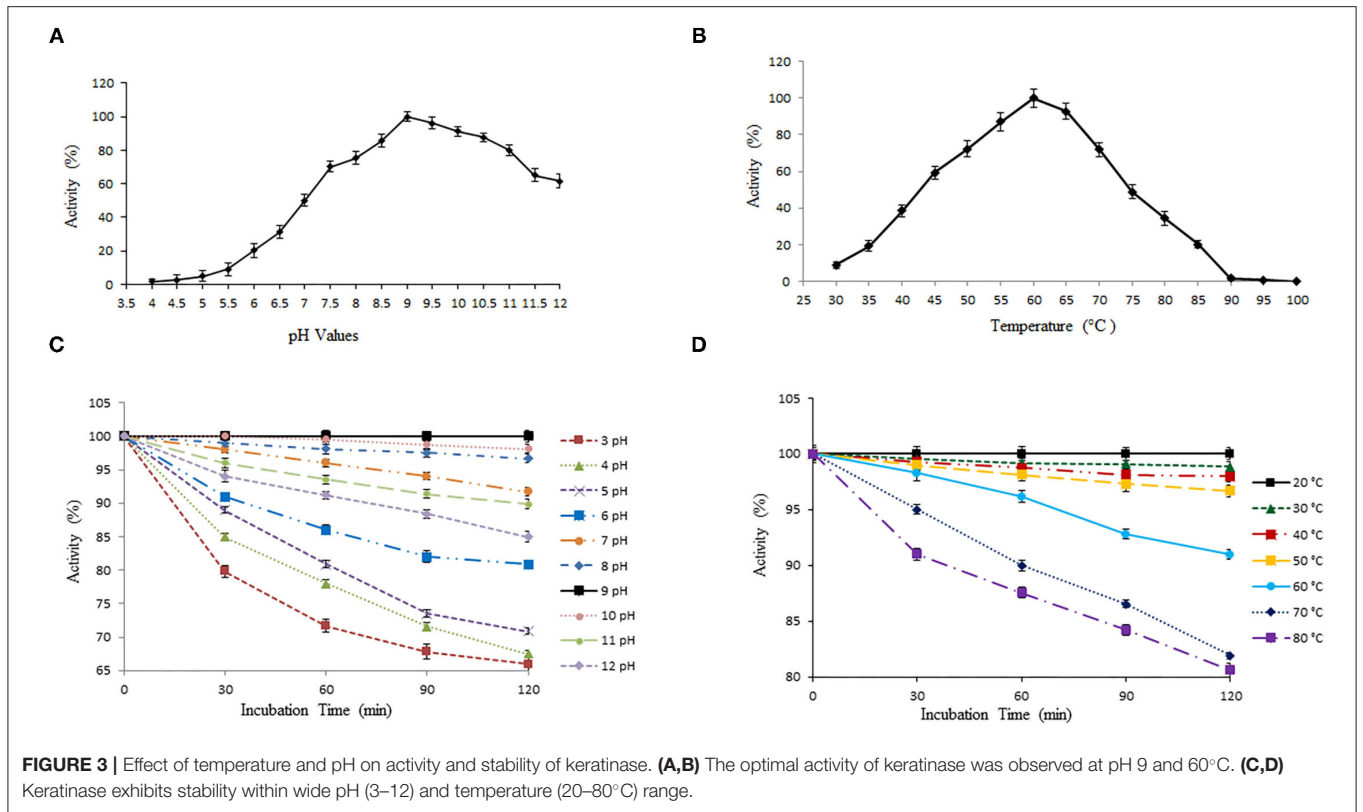 A
120
100
80
60
40
20
0
Activity (%)
3.5 4 4.5 5 5.5 6 6.5 7 7.5 8 8.5 9 9.5 10 10.5 11 11.5 12
pH Values
B
120
100
80
60
40
20
0
Activity (%)
25 30 35 40 45 50 55 60 65 70 75 80 85 90 95 100
Temperature (°C )
C
105
100
95
90
85
80
75
70
65
Activity (%)
0 30 60 90 120
Incubation Time (min)
3 pH
4 pH
5 pH
6 pH
7 pH
8 pH
9 pH
10 pH
11 pH
12 pH
D
105
100
95
90
85
80
Activity (%)
0 30 60 90 120
Incubation Time (min)
20 °C
30 °C
40 °C
50 °C
60 °C
70 °C
80 °C
FIGURE 3 | Effect of temperature and pH on activity and stability of keratinase. (A,B) The optimal activity of keratinase was observed at pH 9 and 60°C. (C,D)
Keratinase exhibits stability within wide pH (3–12) and temperature (20–80°C) range.